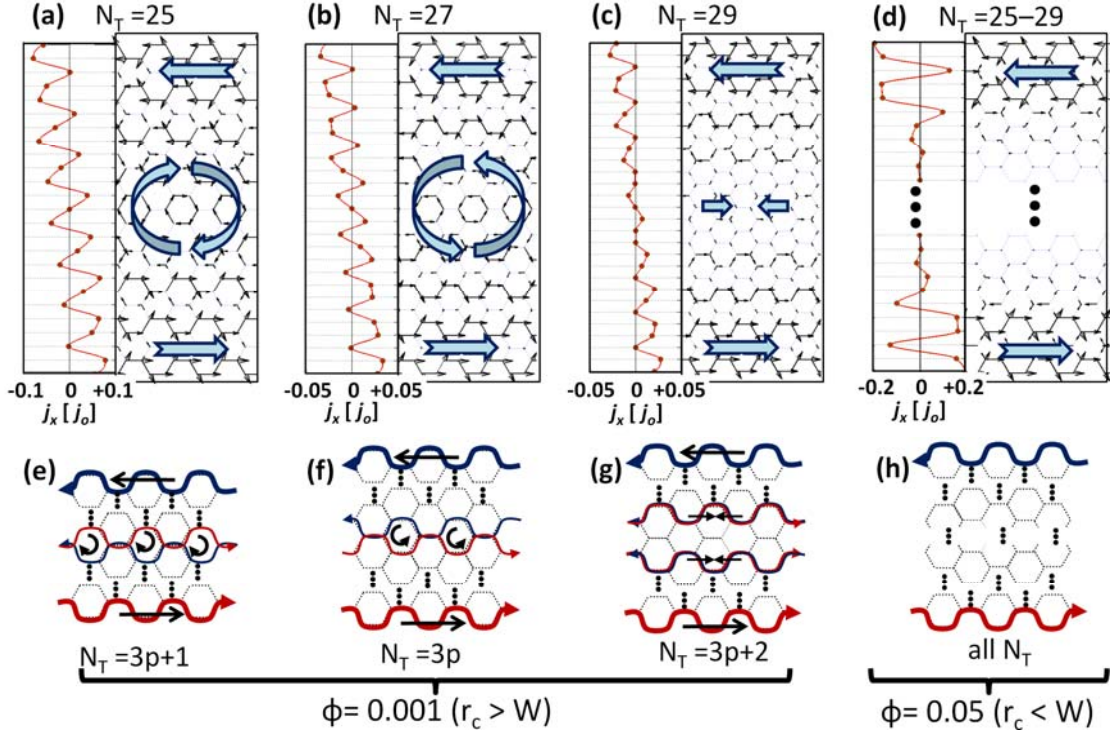 (a) N_T =25
(b) N_T =27
(c) N_T =29
(d) N_T =25–29
-0.1 0 +0.1
j_x [ j_o ]
-0.05 0 +0.05
j_x [ j_o ]
-0.05 0 +0.05
j_x [ j_o ]
-0.2 0 +0.2
j_x [ j_o ]
(e)
(f)
(g)
(h)
N_T =3p+1
N_T =3p
N_T =3p+2
all N_T
ϕ= 0.001 (r_c > W)
ϕ= 0.05 (r_c < W)